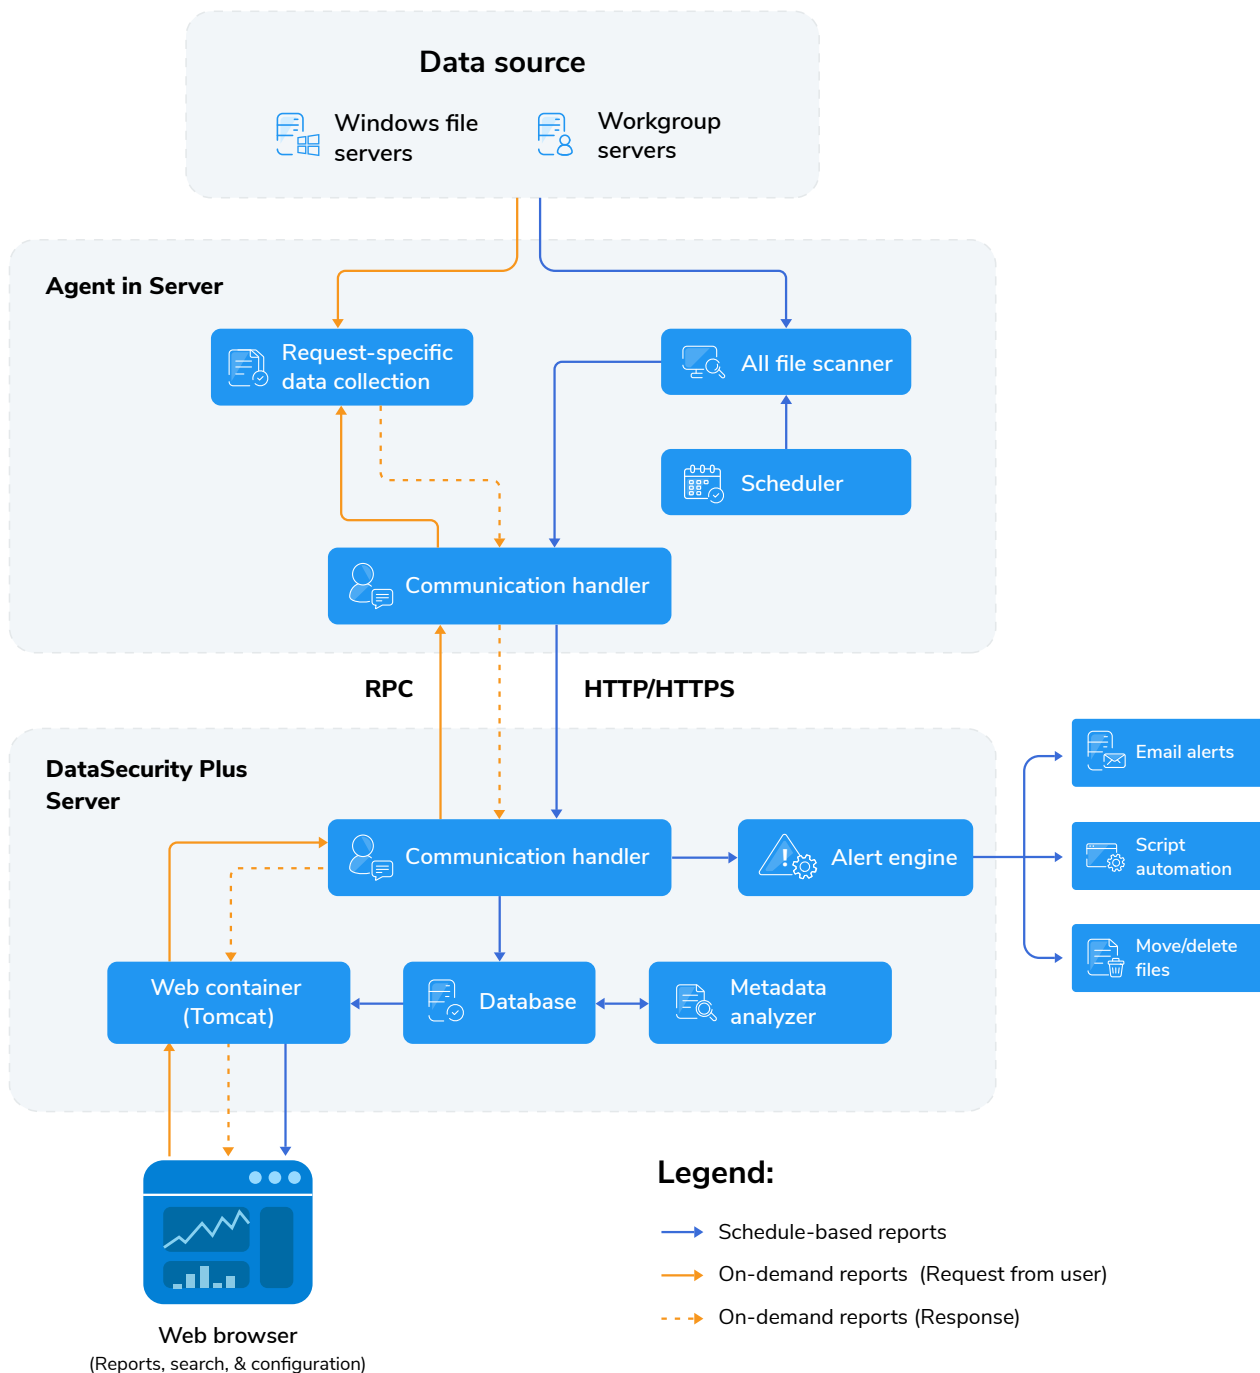 Data source
Windows file
servers
Workgroup
servers
Agent in Server
Request-specific
data collection
All file scanner
Scheduler
Communication handler
RPC
HTTP/HTTPS
DataSecurity Plus
Server
Communication handler
Alert engine
Email alerts
Script
automation
Move/delete
files
Web container
(Tomcat)
Database
Metadata
analyzer
Web browser
(Reports, search, & configuration)
Legend:
Schedule-based reports
On-demand reports (Request from user)
On-demand reports (Response)